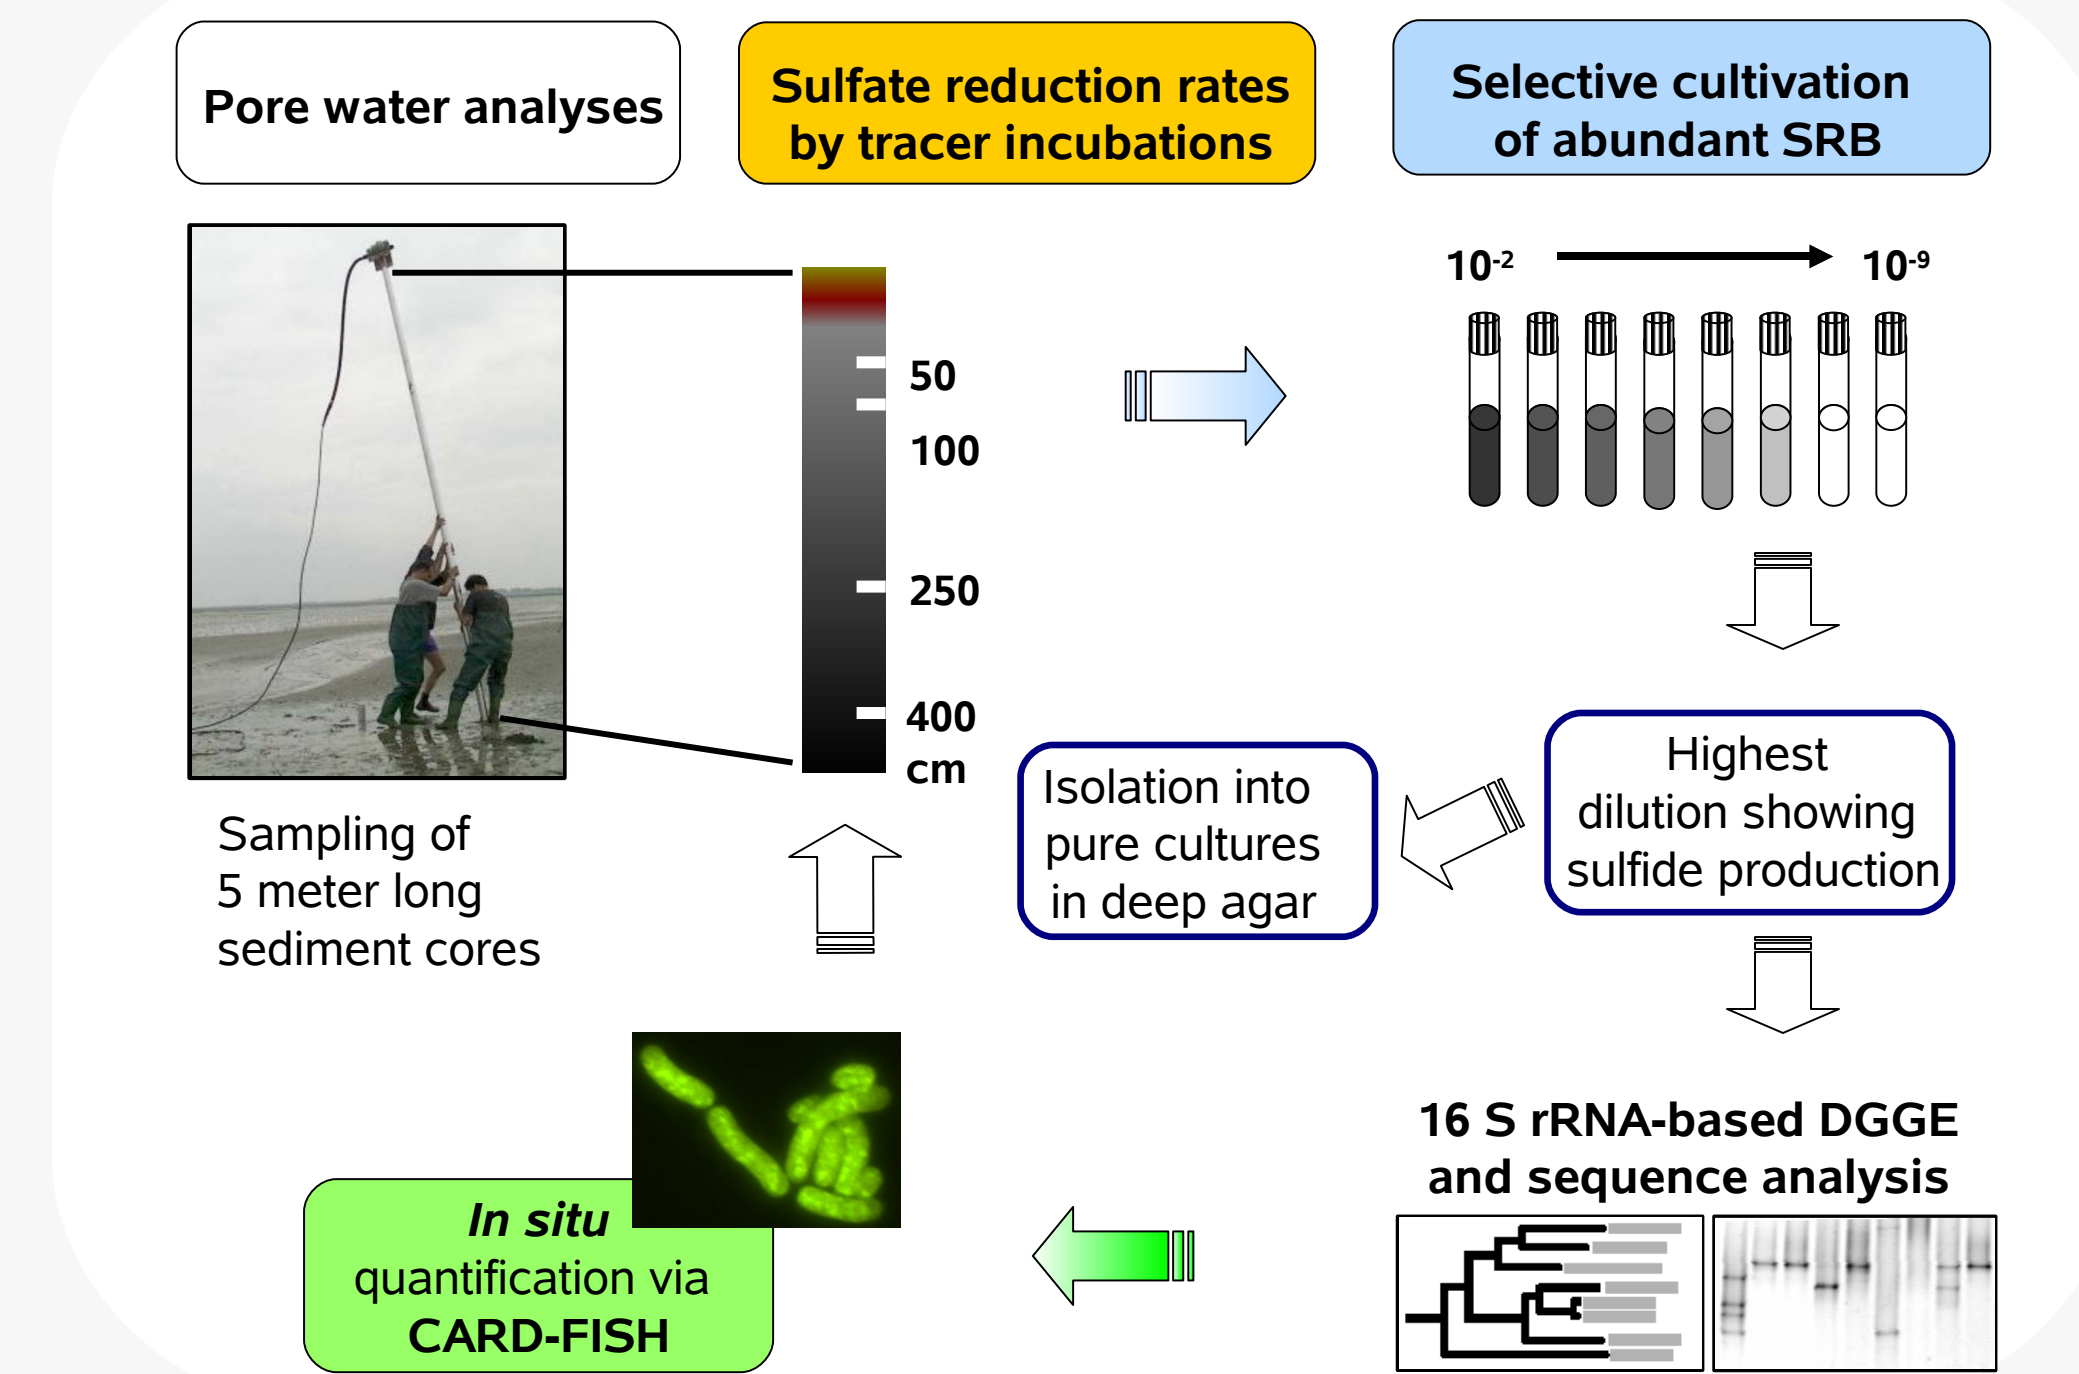 Pore water analyses
Sulfate reduction rates
by tracer incubations
Selective cultivation
of abundant SRB
10-2
10-9
50
100
250
400
cm
Sampling of
5 meter long
sediment cores
Isolation into
pure cultures
in deep agar
Highest
dilution showing
sulfide production
In situ
quantification via
CARD-FISH
16 S rRNA-based DGGE
and sequence analysis